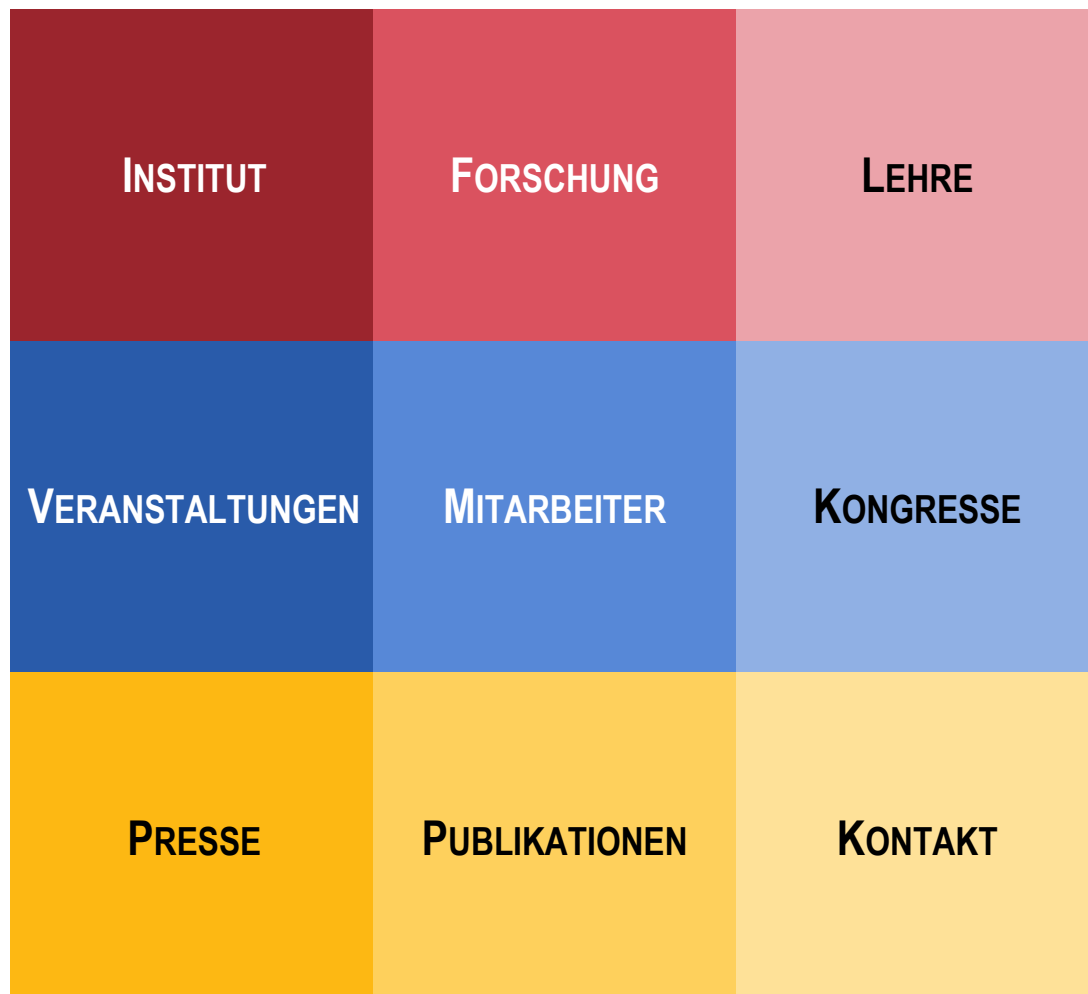 INSTITUT
FORSCHUNG
LEHRE
VERANSTALTUNGEN
MITARBEITER
KONGRESSE
PRESSE
PUBLIKATIONEN
KONTAKT